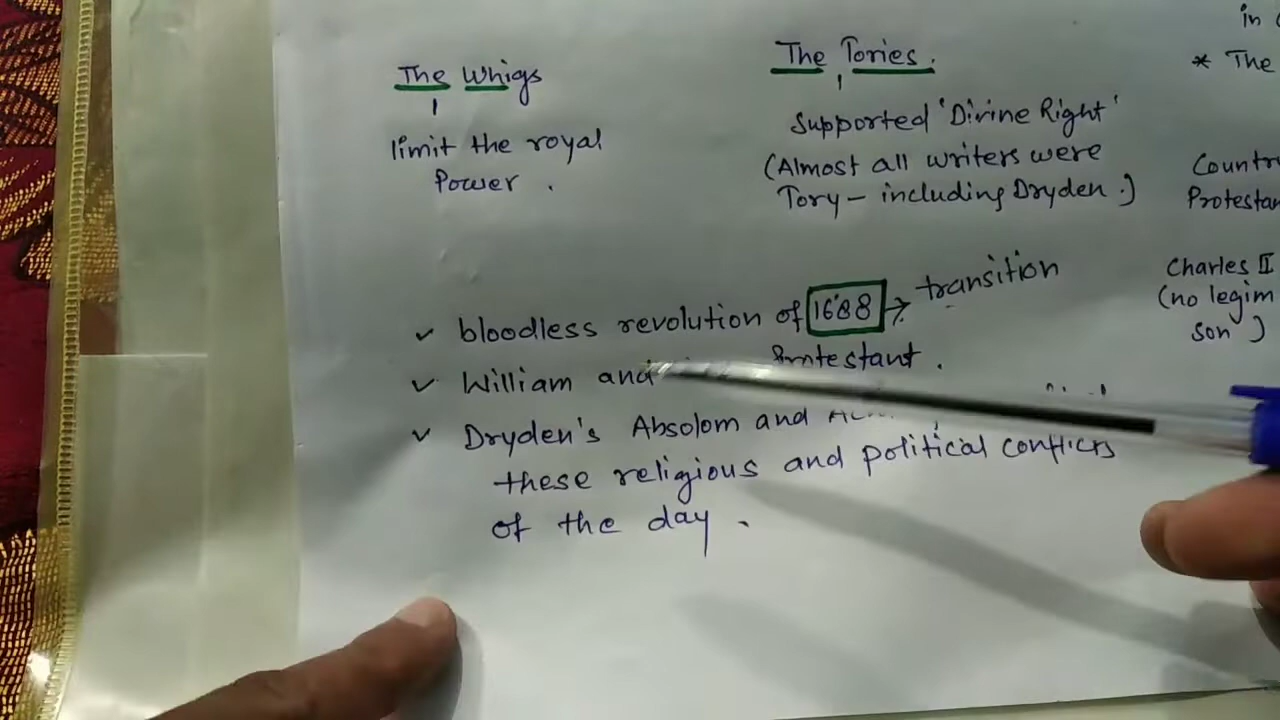 The Whigs
limit the royal
Power.
The Tories.
Supported 'Divine Right'
(Almost all writers were
Tory - including Dryden.)
✓ bloodless revolution of 1688 → transition
✓ William and Protestant.
✓ Dryden's Absolom and
these religious and political conflicts
of the day.
in
* The
Countr
Protestan
Charles II
(no legim
son)